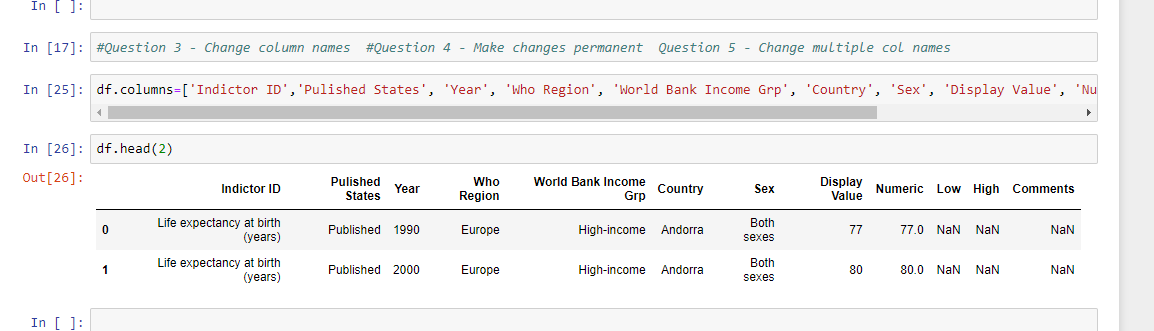 In [ ]:
In [17]: #Question 3 - Change column names  #Question 4 - Make changes permanent  Question 5 - Change multiple col names
In [25]: df.columns=['Indictor ID','Pulished States', 'Year', 'Who Region', 'World Bank Income Grp', 'Country', 'Sex', 'Display Value', 'Nu
In [26]: df.head(2)
Out[26]:
Indictor ID Pulished States Year Who Region World Bank Income Grp Country Sex Display Value Numeric Low High Comments
0 Life expectancy at birth (years) Published 1990 Europe High-income Andorra Both sexes 77 77.0 NaN NaN NaN
1 Life expectancy at birth (years) Published 2000 Europe High-income Andorra Both sexes 80 80.0 NaN NaN NaN
In [ ]: